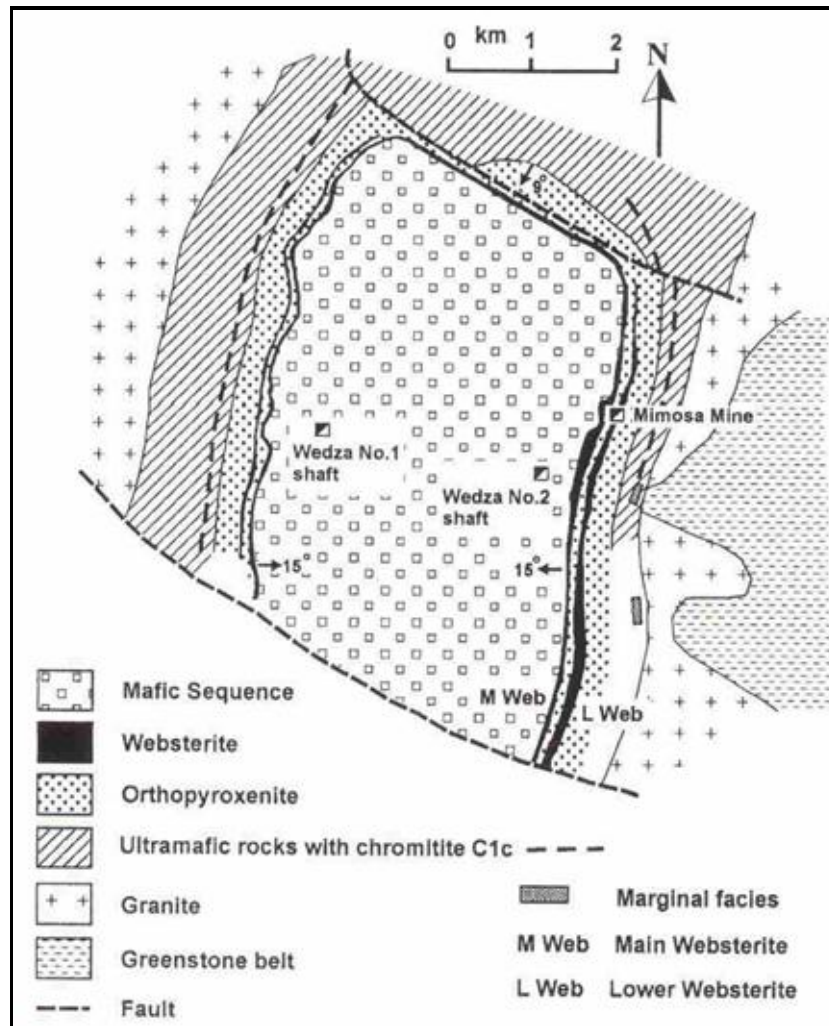 km
0 1 2
N
9°
Mimosa Mine
Wedza No.1
shaft
Wedza No.2
shaft
15°
15°
M Web
L Web
Mafic Sequence
Websterite
Orthopyroxenite
Ultramafic rocks with chromitite C1c
Granite
Greenstone belt
Fault
Marginal facies
M Web Main Websterite
L Web Lower Websterite